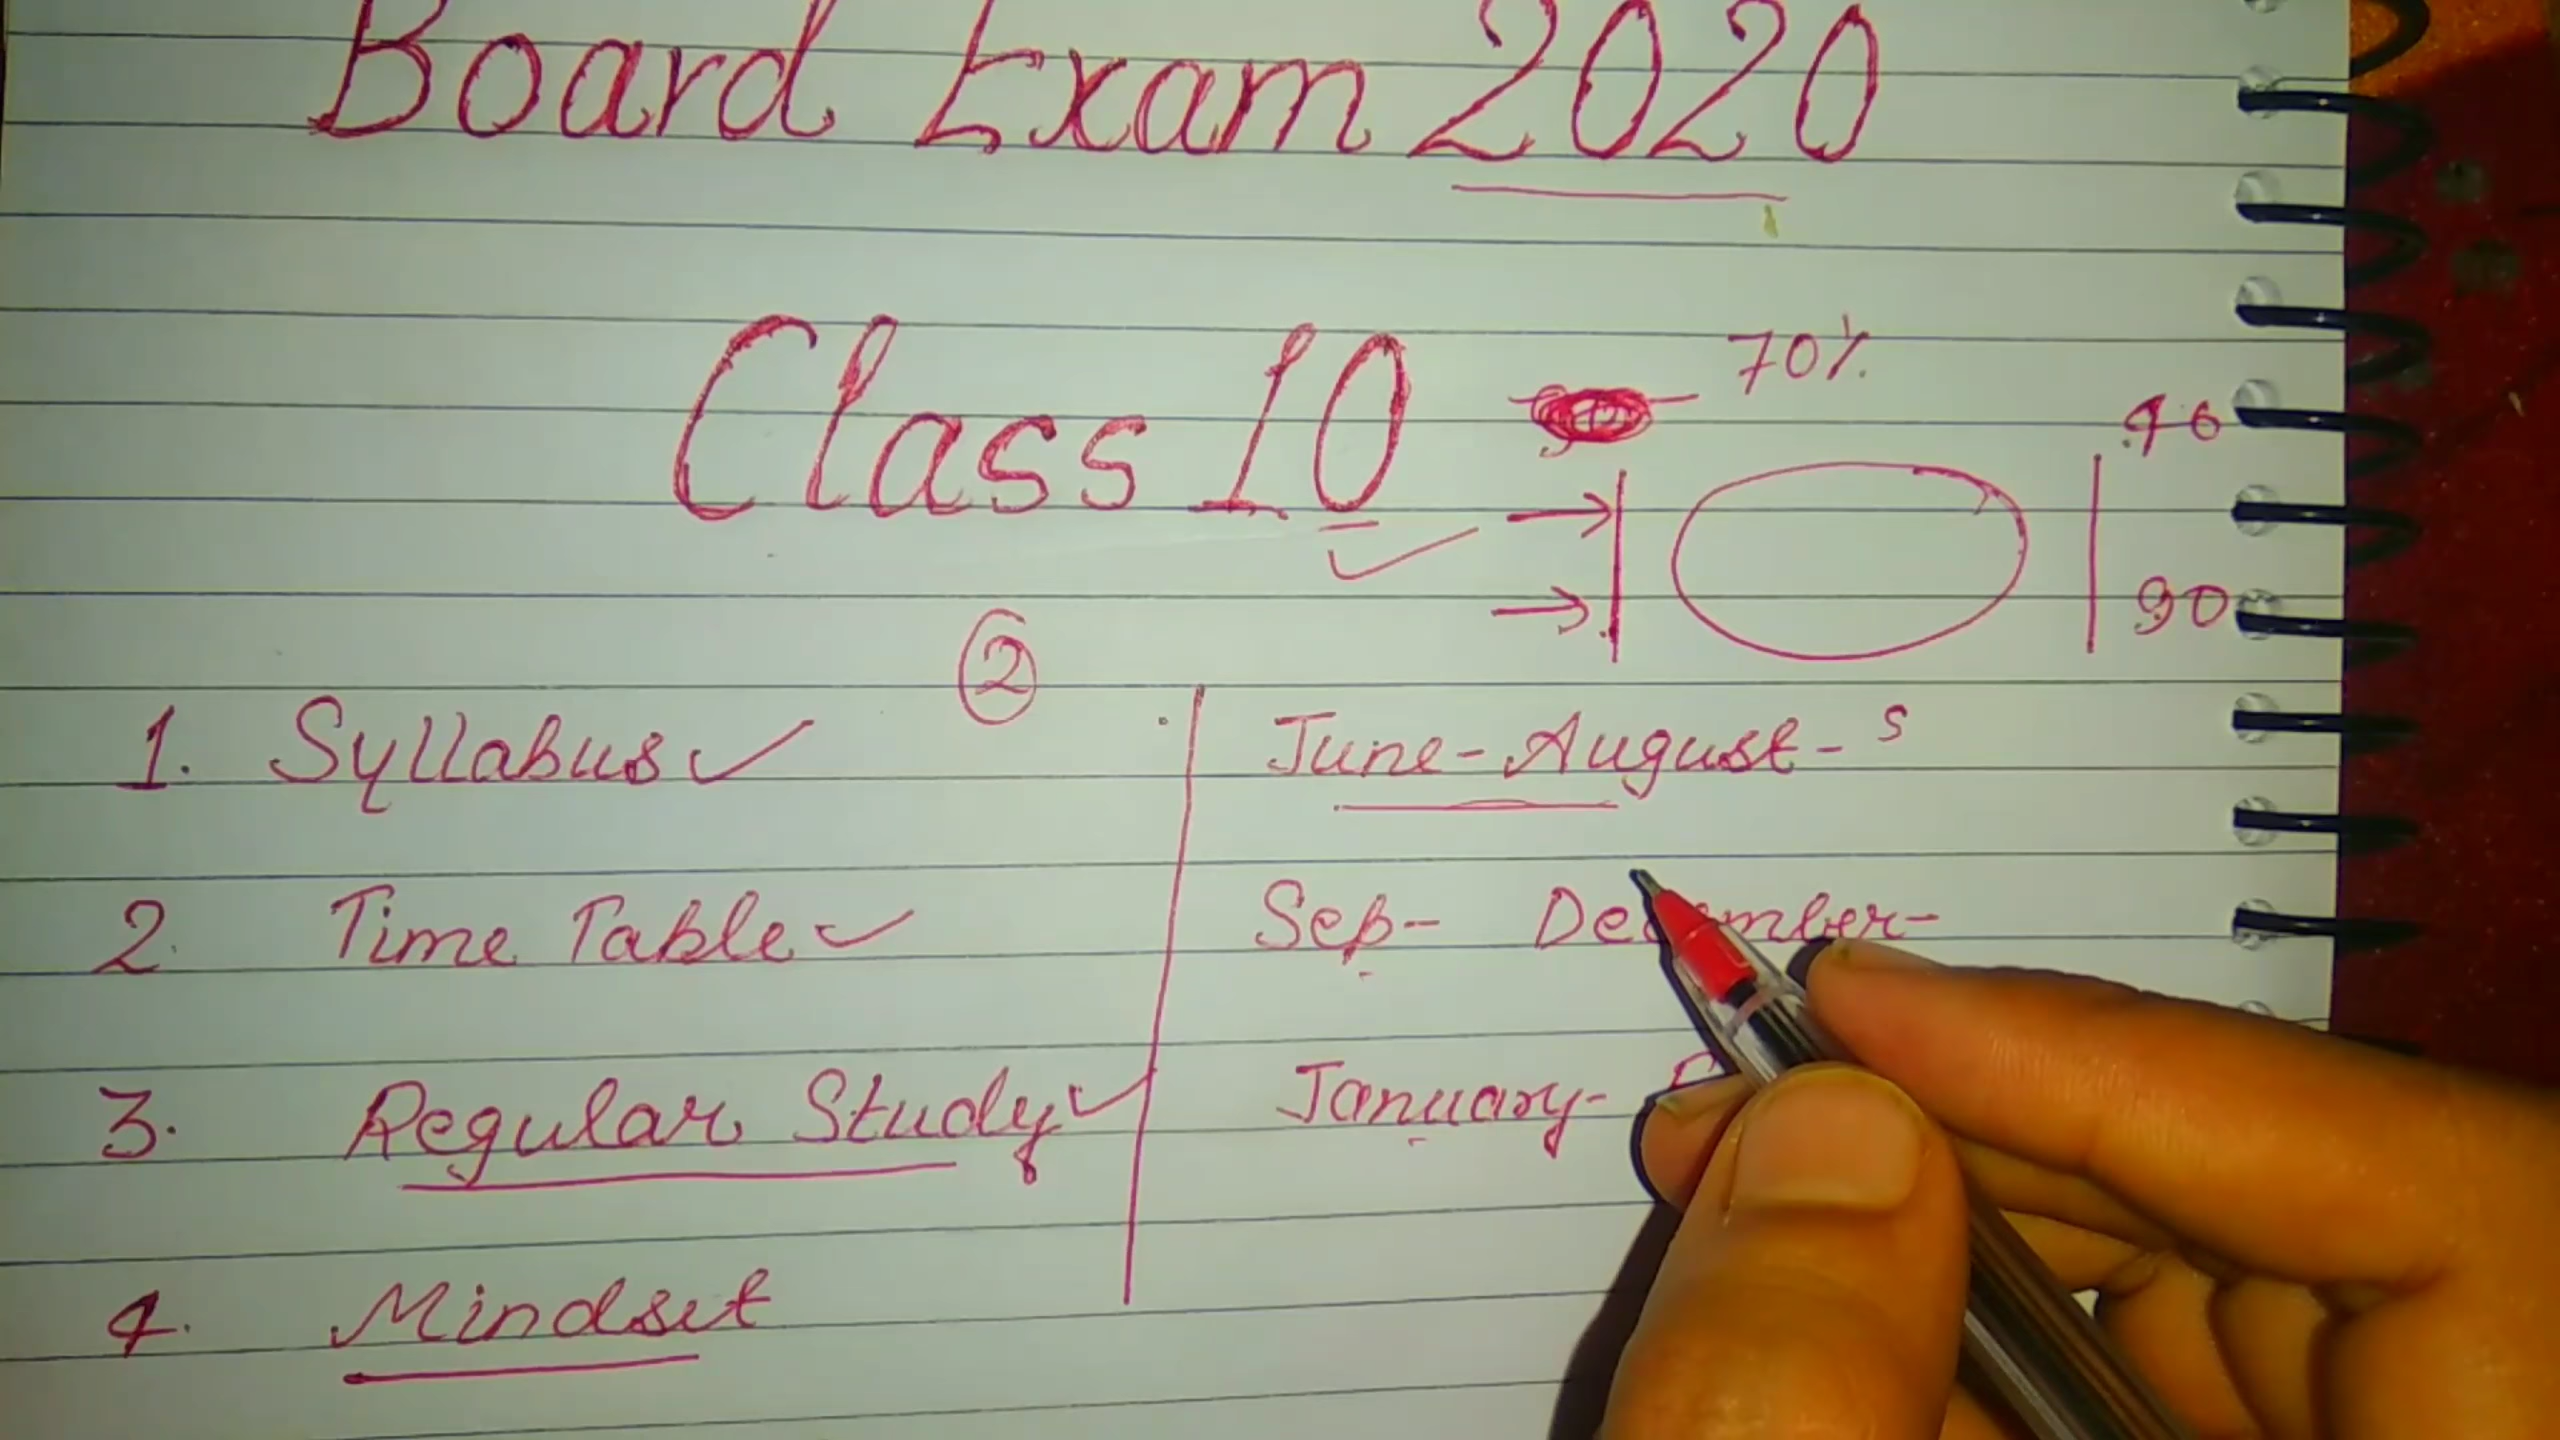 Board Exam 2020
Class 10
70%
90
2
1. Syllabus
2. Time Table
3. Regular Study
4. Mindset
June-August- s
Sep- December-
January-